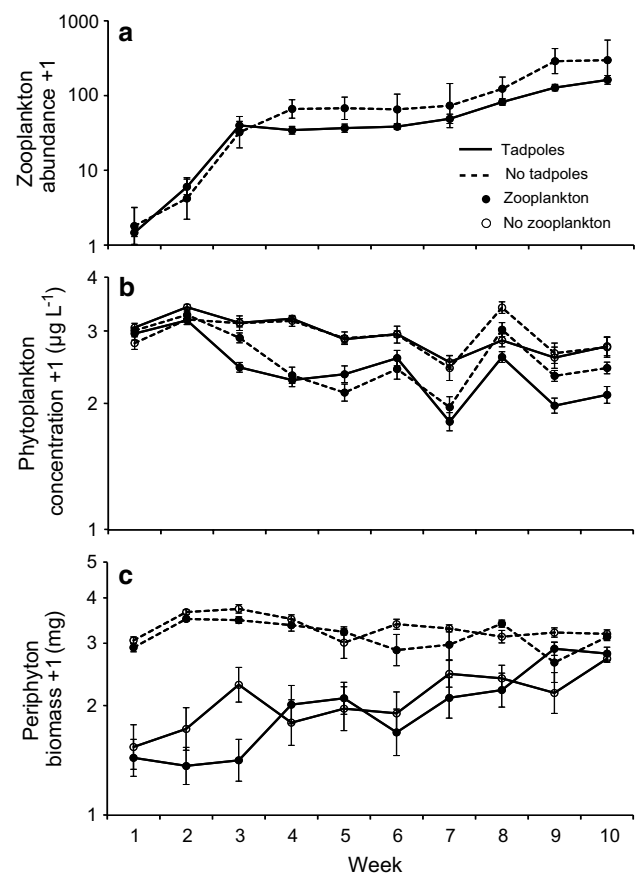 a
1000
100
10
1
Zooplankton
abundance +1
Tadpoles
No tadpoles
Zooplankton
No zooplankton
b
4
3
2
1
Phytoplankton
concentration +1 (µg L⁻¹)
c
5
4
3
2
1
Periphyton
biomass +1 (mg)
1 2 3 4 5 6 7 8 9 10
Week